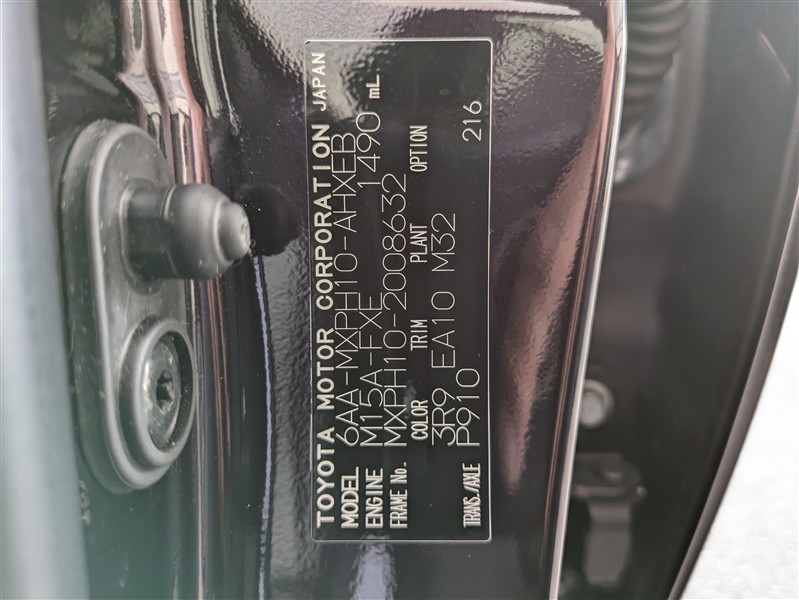 TOYOTA MOTOR CORPORATION JAPAN
MODEL 6AA-MXPH10-AHXEB
ENGINE M15A-FXE 1490 mL
FRAME No. MXPH10-2008632
COLOR TRIM PLANT OPTION
3R9 EA10 M32
TRANS./AXLE P910 216